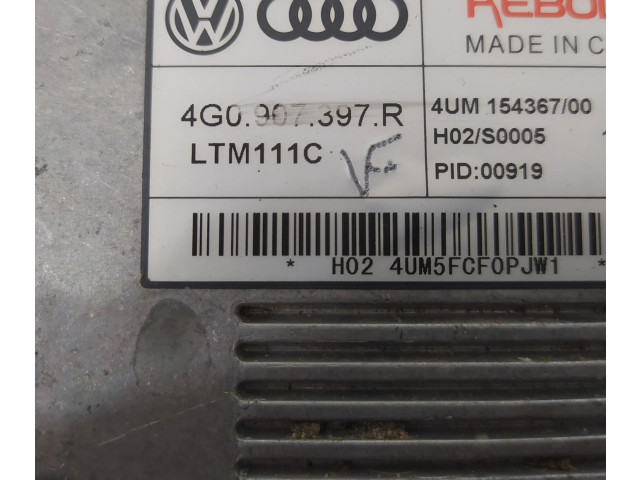 MADE IN C
4G0.907.397.R
LTM111C
4UM 154367/00
H02/S0005
PID:00919
* H02 4UM5FCF0PJW1 *